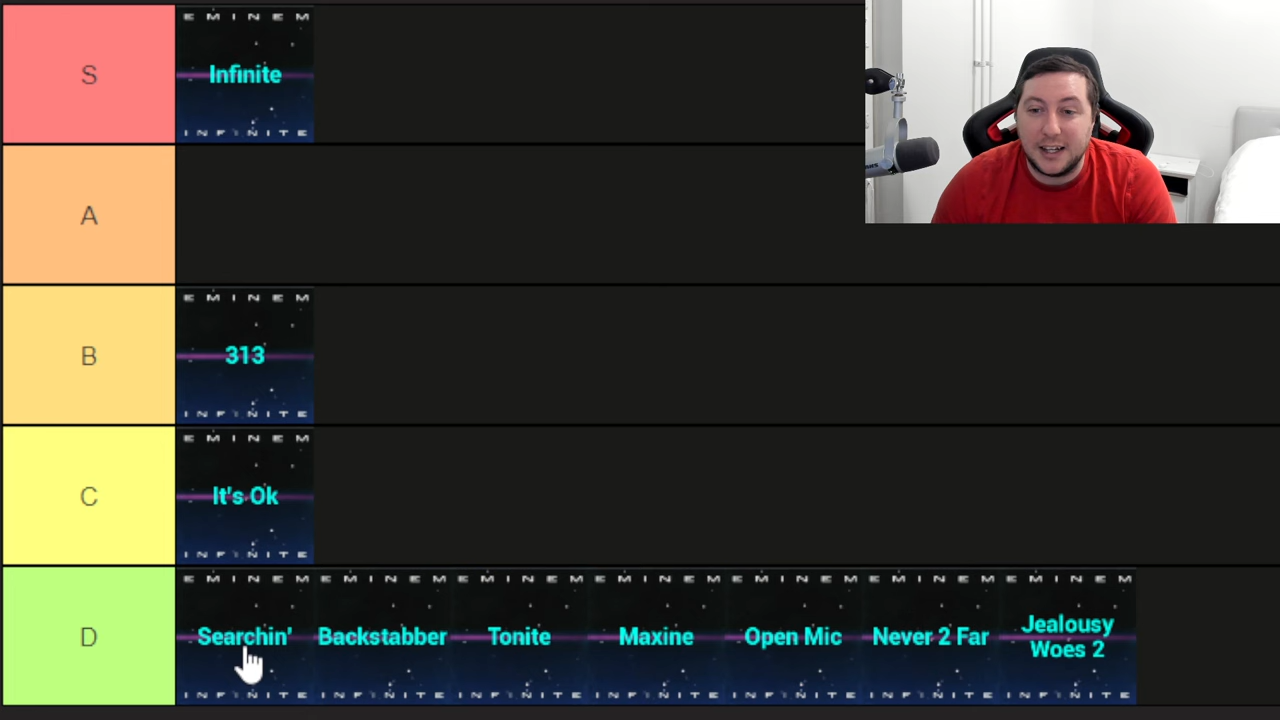 S
EMINEM
Infinite
INFINITE
A
B
EMINEM
313
INFINITE
C
EMINEM
It's Ok
INFINITE
D
EMINEM
Searchin'
INFINITE
EMINEM
Backstabber
INFINITE
EMINEM
Tonite
INFINITE
EMINEM
Maxine
INFINITE
EMINEM
Open Mic
INFINITE
EMINEM
Never 2 Far
INFINITE
EMINEM
Jealousy
Woes 2
INFINITE